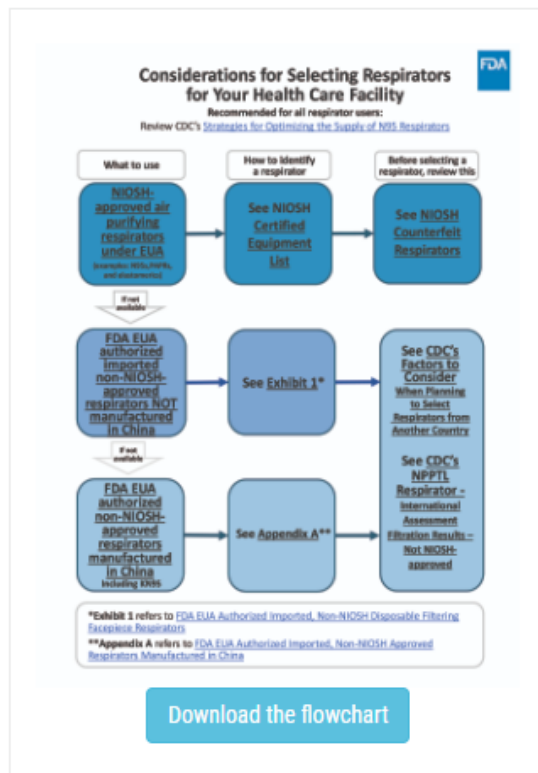 FDA
Considerations for Selecting Respirators
for Your Health Care Facility
Recommended for all respirator users:
Review CDC's Strategies for Optimizing the Supply of N95 Respirators
What to use
How to Identify
a respirator
Before selecting a
respirator, review this
NIOSH-
approved air
purifying
respirators
under EUA
(examples: N95s, PAPRs,
and elastomerics)
See NIOSH
Certified
Equipment
List
See NIOSH
Counterfeit
Respirators
If not
available
FDA EUA
authorized
imported
non-NIOSH-
approved
respirators NOT
manufactured
in China
See Exhibit 1*
See CDC's
Factors to
Consider
When Planning
to Select
Respirators from
Another Country
If not
available
FDA EUA
authorized
non-NIOSH-
approved
respirators
manufactured
in China
Including KN95
See Appendix A**
See CDC's
NPPTL
Respirator –
International
Assessment
Filtration Results –
Not NIOSH-
approved
*Exhibit 1 refers to FDA EUA Authorized Imported, Non-NIOSH Disposable Filtering
Facepiece Respirators
**Appendix A refers to FDA EUA Authorized Imported, Non-NIOSH Approved
Respirators Manufactured in China
Download the flowchart